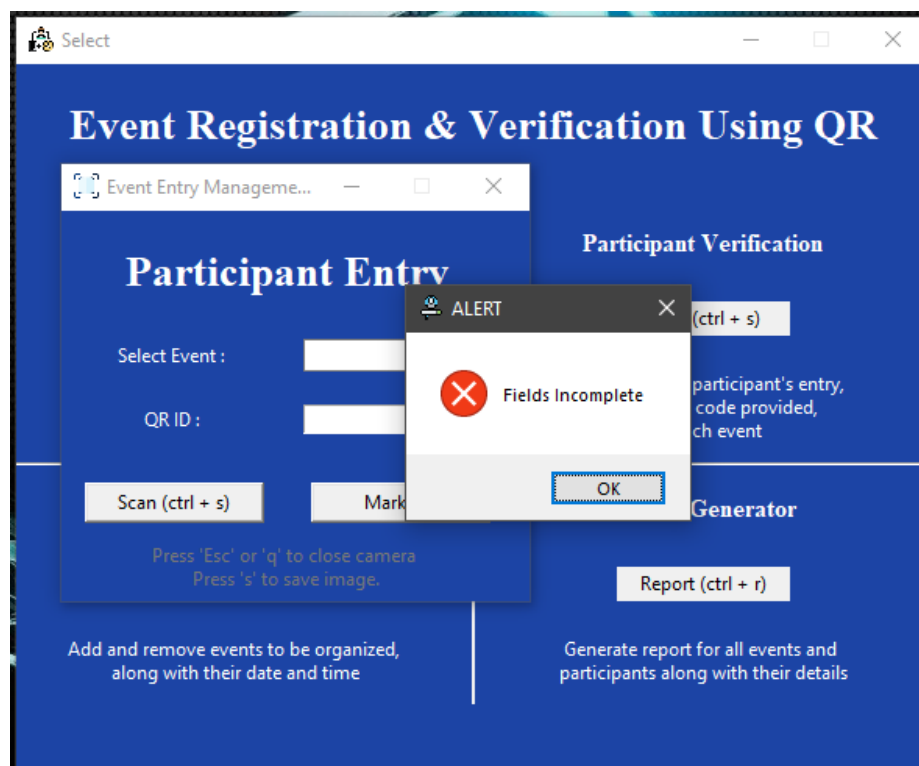 Select
Event Registration & Verification Using QR
Event Entry Manageme...
Participant Entry
Select Event :
QR ID :
Scan (ctrl + s)
Mark
Press 'Esc' or 'q' to close camera
Press 's' to save image.
ALERT
Fields Incomplete
OK
Participant Verification
(ctrl + s)
participant's entry,
code provided,
ch event
Generator
Report (ctrl + r)
Add and remove events to be organized,
along with their date and time
Generate report for all events and
participants along with their details